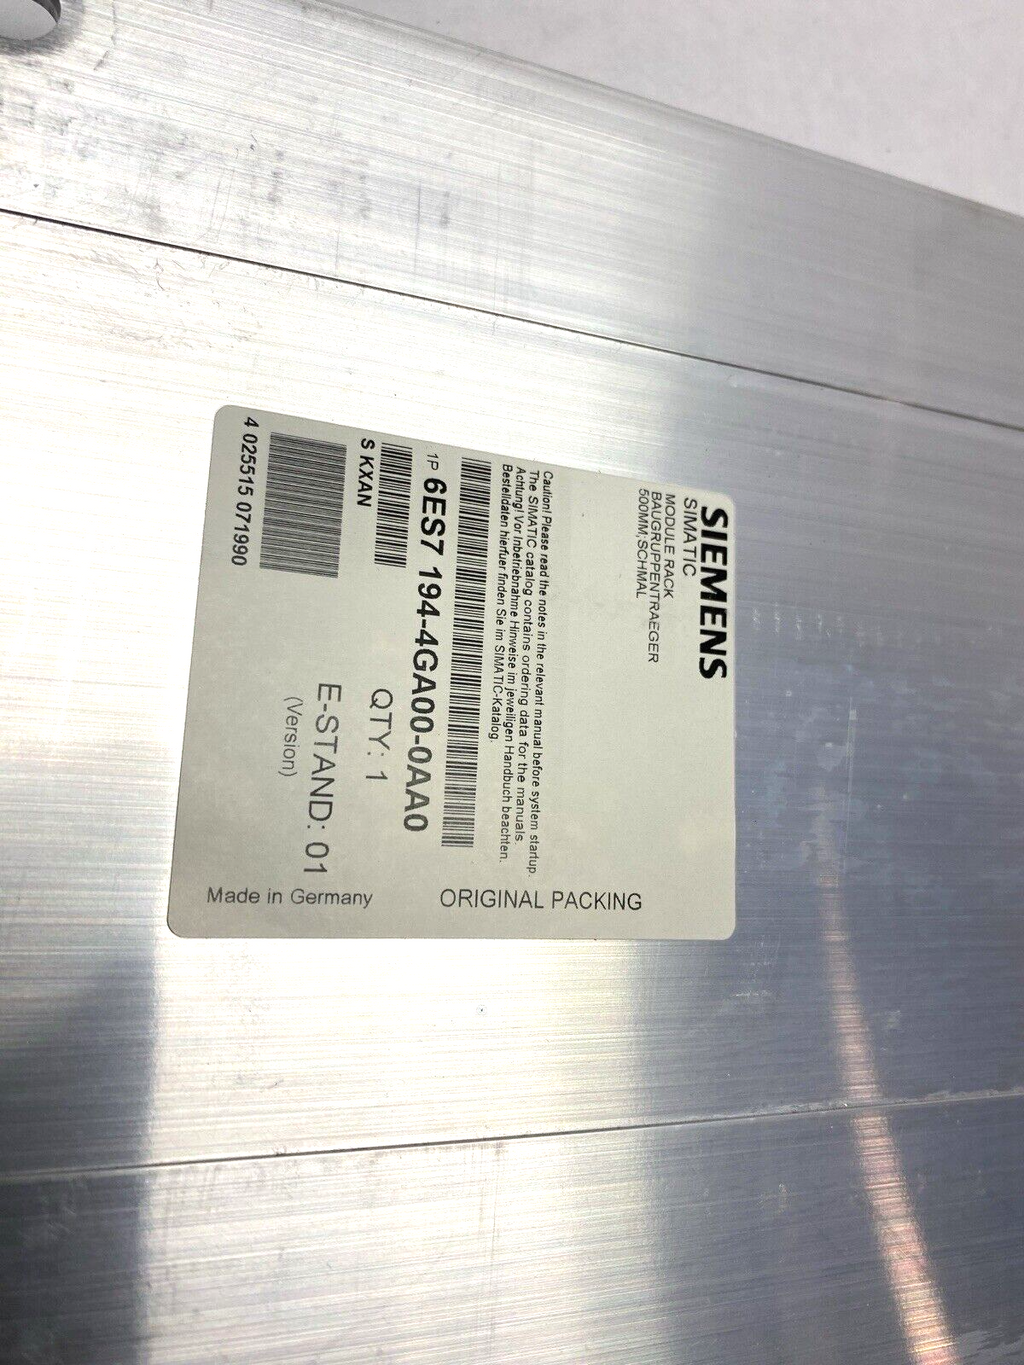 SIEMENS
SIMATIC
MODULE RACK
BAUGRUPPENTRAEGER
500MM,SCHMAL
Caution! Please read the notes in the relevant manual before system startup.
The SIMATIC catalog contains ordering data for the manuals.
Achtung! Vor Inbetriebnahme Hinweise im jeweiligen Handbuch beachten.
Bestelldaten hierfuer finden Sie im SIMATIC-Katalog.
1P 6ES7 194-4GA00-0AA0
S KXAN
QTY: 1
4 025515 071990
E-STAND: 01
(Version)
Made in Germany
ORIGINAL PACKING